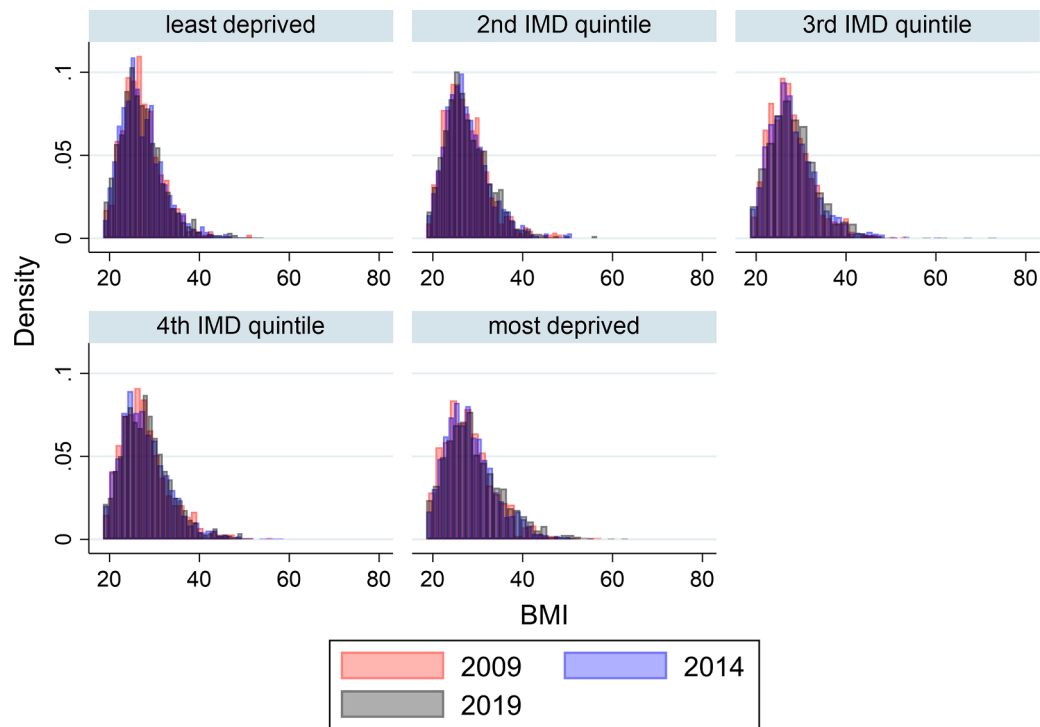 least deprived 2nd IMD quintile 3rd IMD quintile
.1
.05
0
20 40 60 80 20 40 60 80 20 40 60 80
4th IMD quintile most deprived
.1
.05
0
20 40 60 80 20 40 60 80
Density
BMI
2009 2014
2019